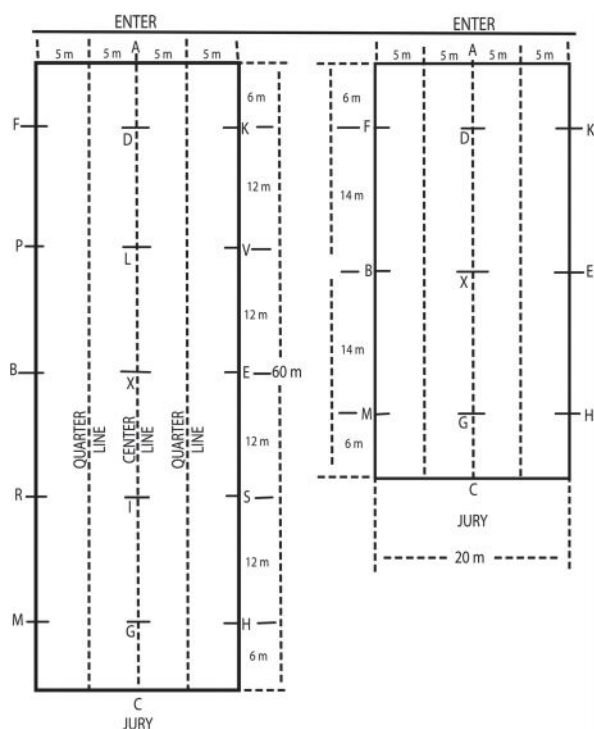 ENTER
ENTER
5 m 5 m A 5 m 5 m
5 m 5 m A 5 m 5 m
6 m
6 m
F D K
F D K
12 m
14 m
P L V
B X E
12 m
14 m
B X E 60 m
M G H
QUARTER LINE
CENTER LINE
QUARTER LINE
12 m
6 m
R I S
C
JURY
12 m
20 m
M G H
6 m
C
JURY